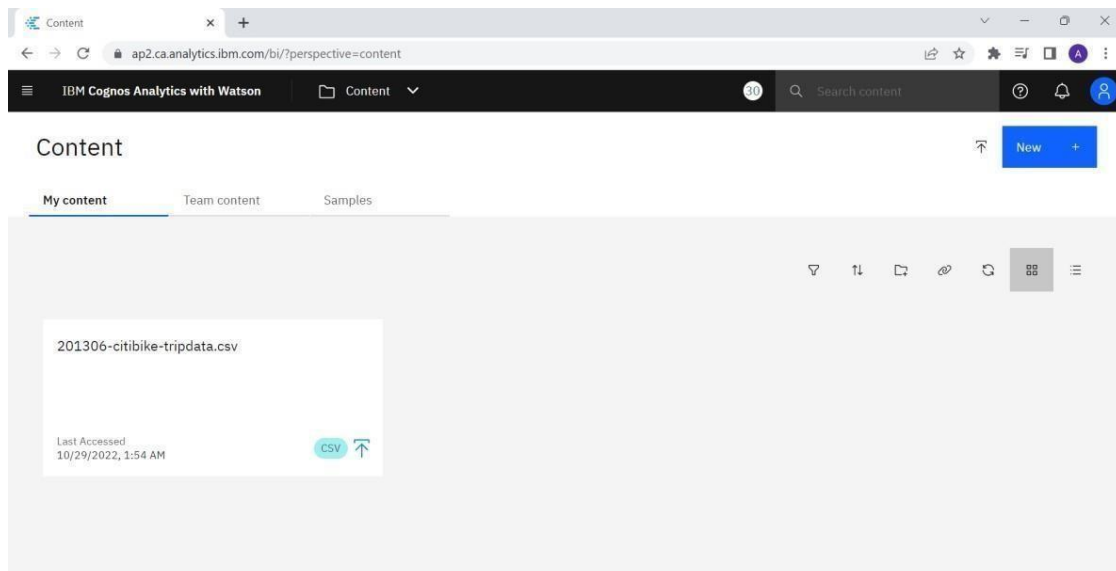 Content
ap2.ca.analytics.ibm.com/bi/?perspective=content
A
IBM Cognos Analytics with Watson
Content
30
Search content
Content
New +
My content
Team content
Samples
201306-citibike-tripdata.csv
Last Accessed
10/29/2022, 1:54 AM
CSV